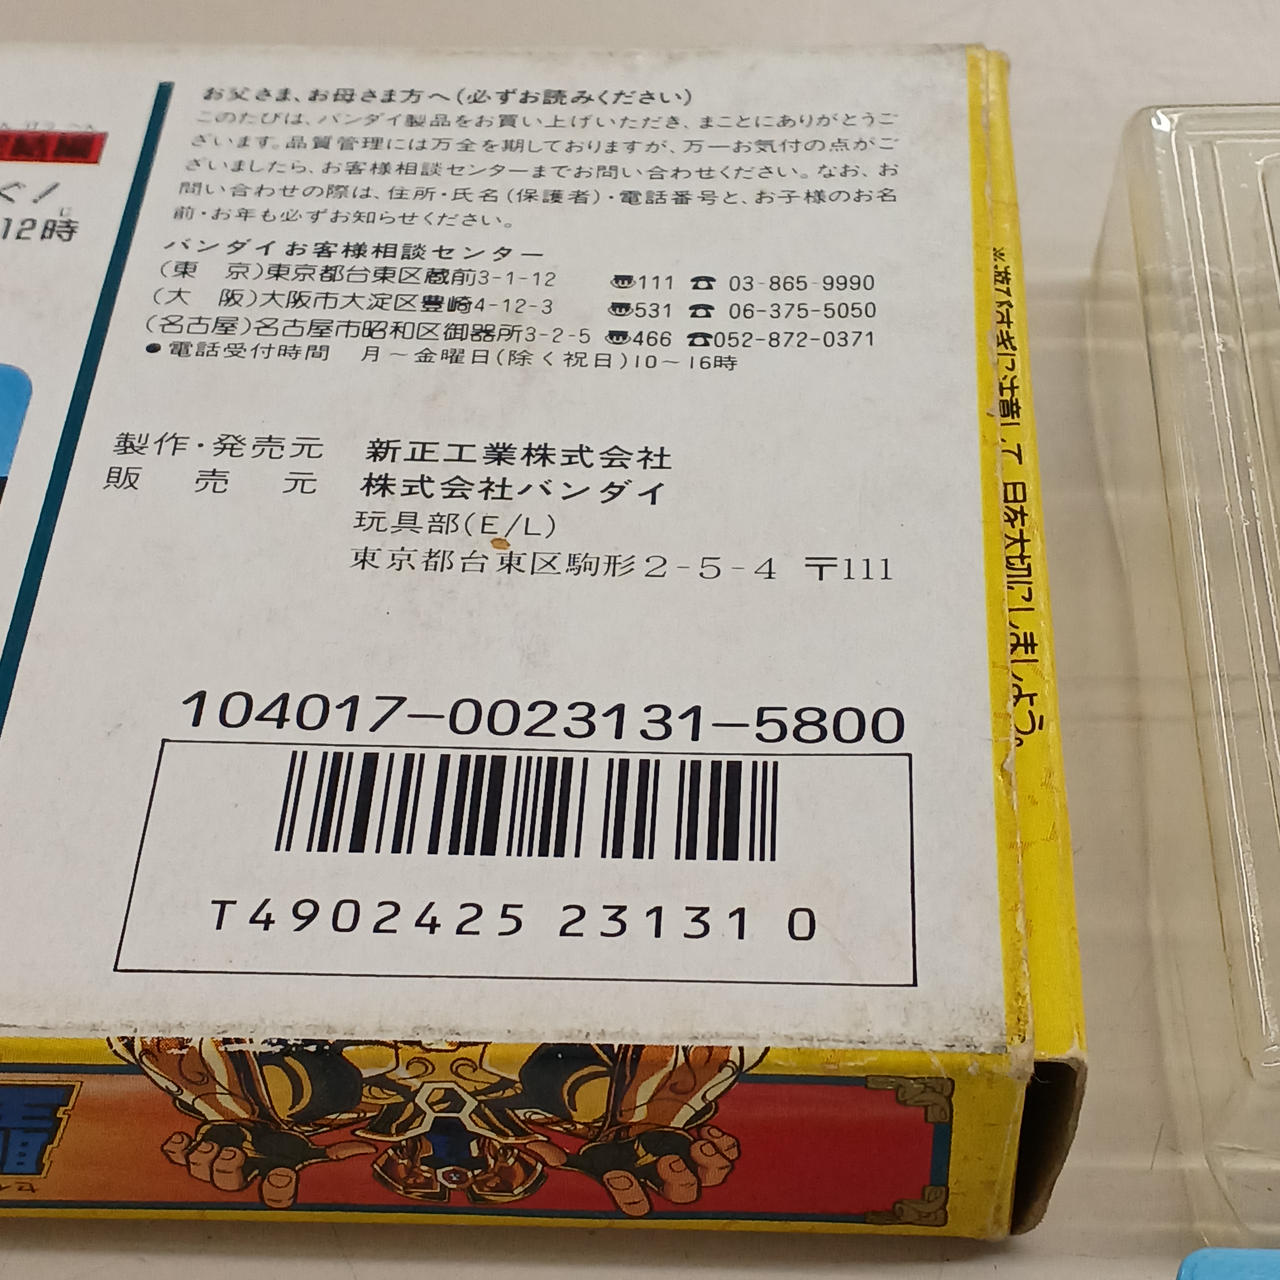 ぐ!
12時
お父さま、お母さま方へ(必ずお読みください)
このたびは、バンダイ製品をお買い上げいただき、まことにありがとうご
ざいます。品質管理には万全を期しておりますが、万一お気付の点がご
ざいましたら、お客様相談センターまでお問い合わせください。なお、お
問い合わせの際は、住所・氏名(保護者)・電話番号と、お子様のお名
前・お年も必ずお知らせください。
バンダイお客様相談センター
(東 京)東京都台東区蔵前3-1-12 〠111 ☎ 03-865-9990
(大 阪)大阪市大淀区豊崎4-12-3 〠531 ☎ 06-375-5050
(名古屋)名古屋市昭和区御器所3-2-5 〠466 ☎052-872-0371
●電話受付時間 月~金曜日(除く祝日)10~16時
製作・発売元 新正工業株式会社
販売元 株式会社バンダイ
玩具部(E/L)
東京都台東区駒形2-5-4 〒111
104017-0023131-5800
T4902425 23131 0
に注意して 目を大切にしましょう。